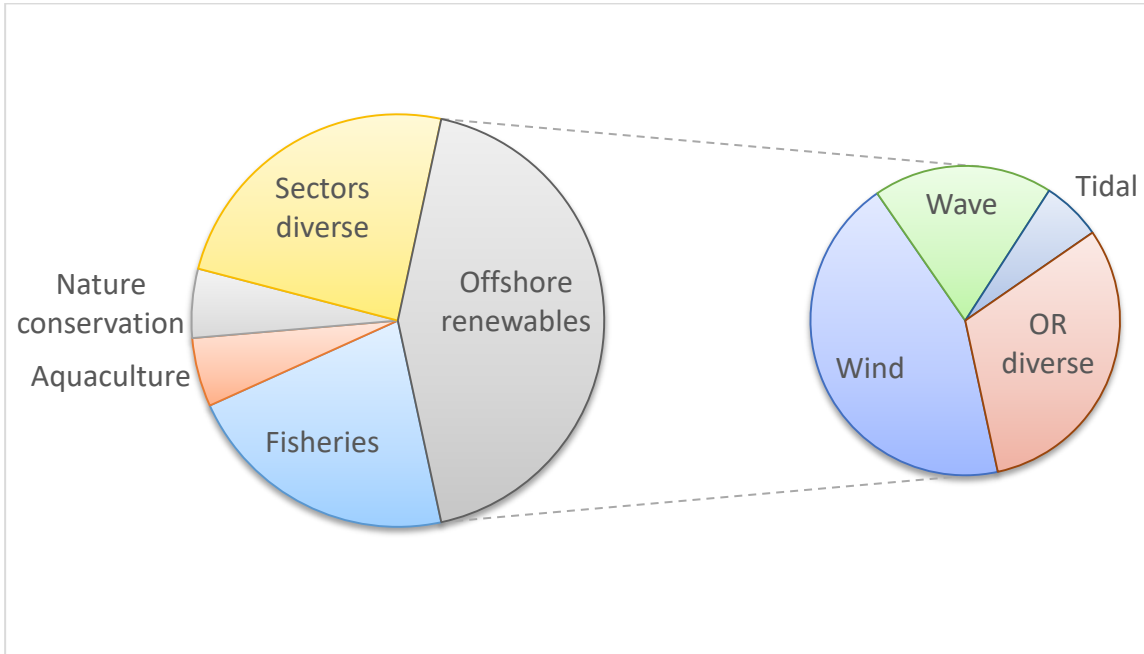 Sectors
diverse
Nature
conservation
Aquaculture
Fisheries
Offshore
renewables
Wave
Tidal
Wind
OR
diverse